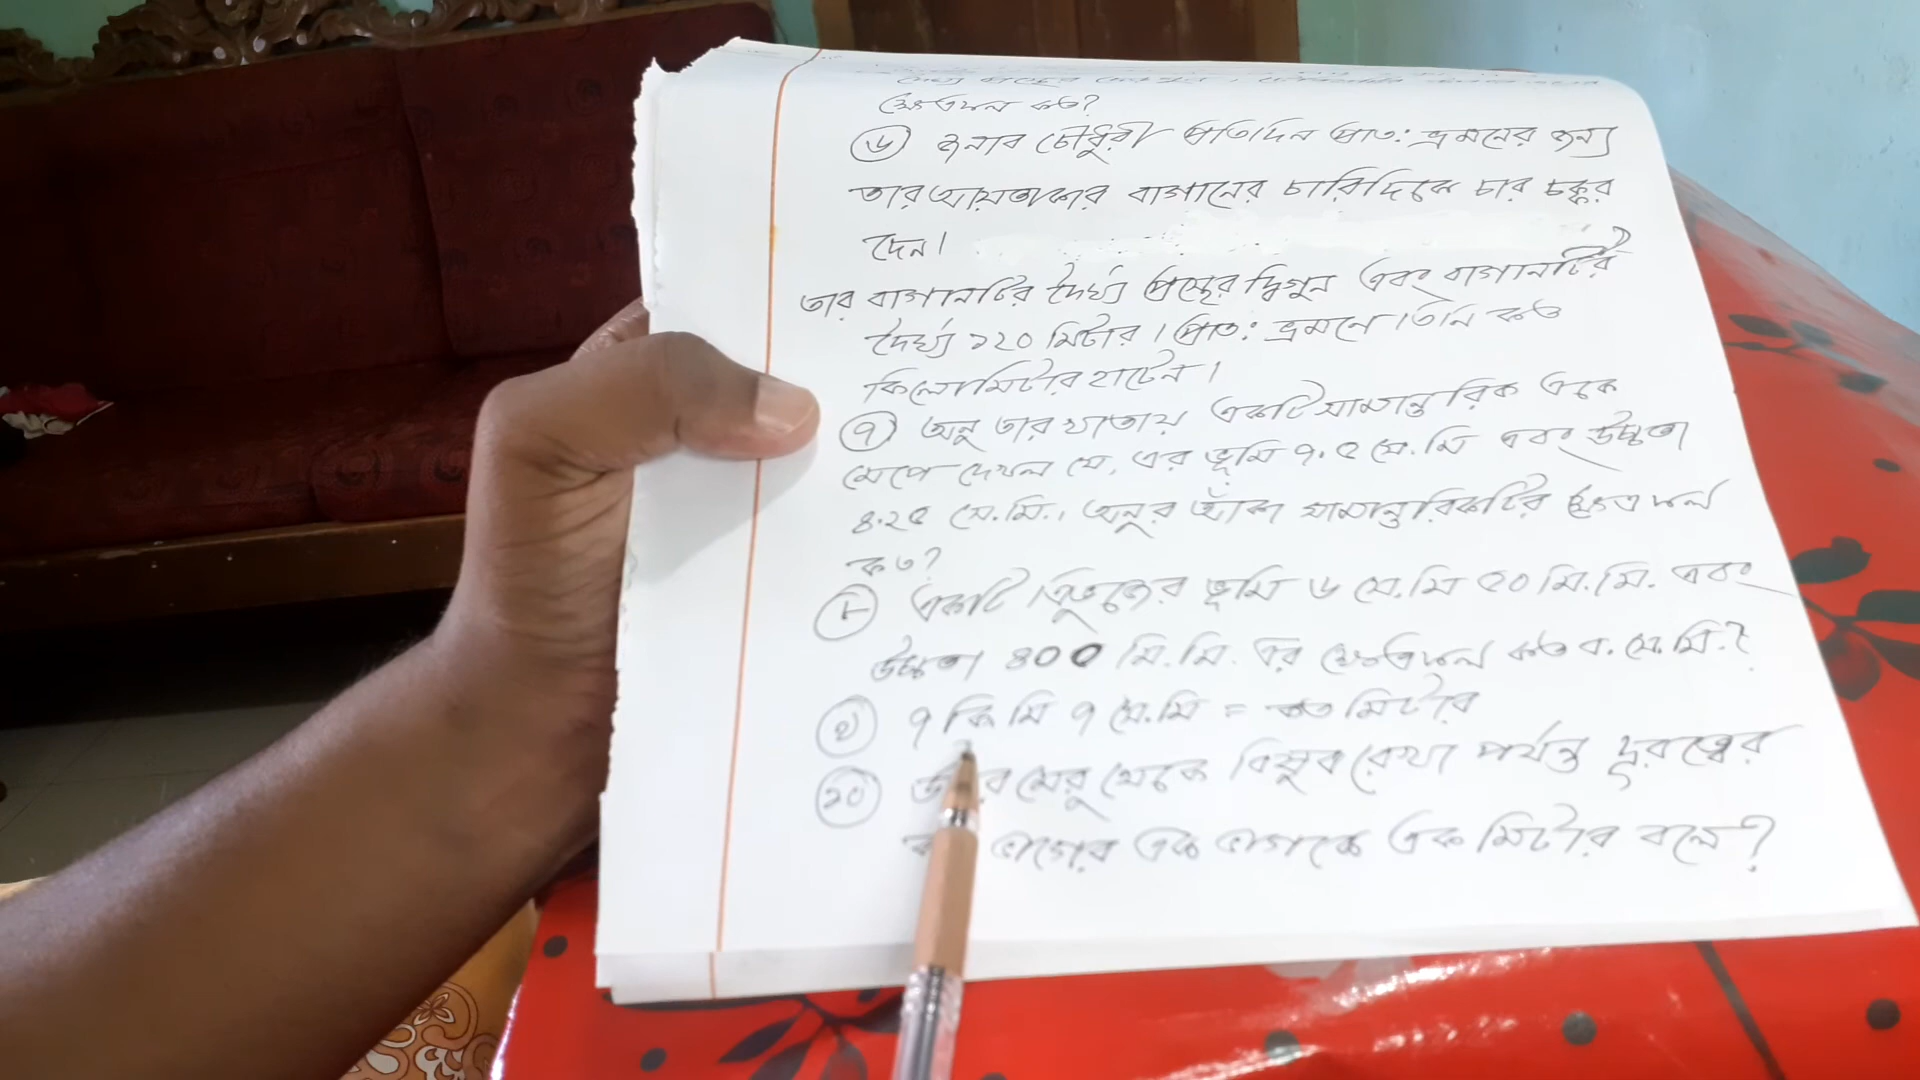 ক্ষেত্রফল কত?
৬ জনাব চৌধুরী প্রতিদিন প্রাত: ভ্রমনের জন্য
তার আয়তাকার বাগানের চারিদিকে চার চক্কর
দেন।
তার বাগানটির দৈর্ঘ্য প্রস্থের দ্বিগুন এবং বাগানটির
দৈর্ঘ্য ১২০ মিটার। প্রাত: ভ্রমনে তিনি কত
কিলোমিটার হাটেন।
৭ অনু তার খাতায় একটি সামান্তরিক একে
মেপে দেখল যে, এর ভূমি ৭.৫ সে.মি এবং উচ্চতা
৪.২৫ সে.মি.। অনুর আঁকা সামান্তরিকটির ক্ষেত্রফল
কত?
৮ একটি ত্রিভুজের ভূমি ৬ সে.মি ৫০ মি.মি. এবং
উচ্চতা ৪০০ মি.মি. এর ক্ষেত্রফল কত ব. সে.মি.?
৯ ৭ কি মি ৭ সে.মি = কত মিটার
১০ উত্তর মেরু থেকে বিষুব রেখা পর্যন্ত দূরত্বের
ভাগের এক ভাগকে এক মিটার বলে?